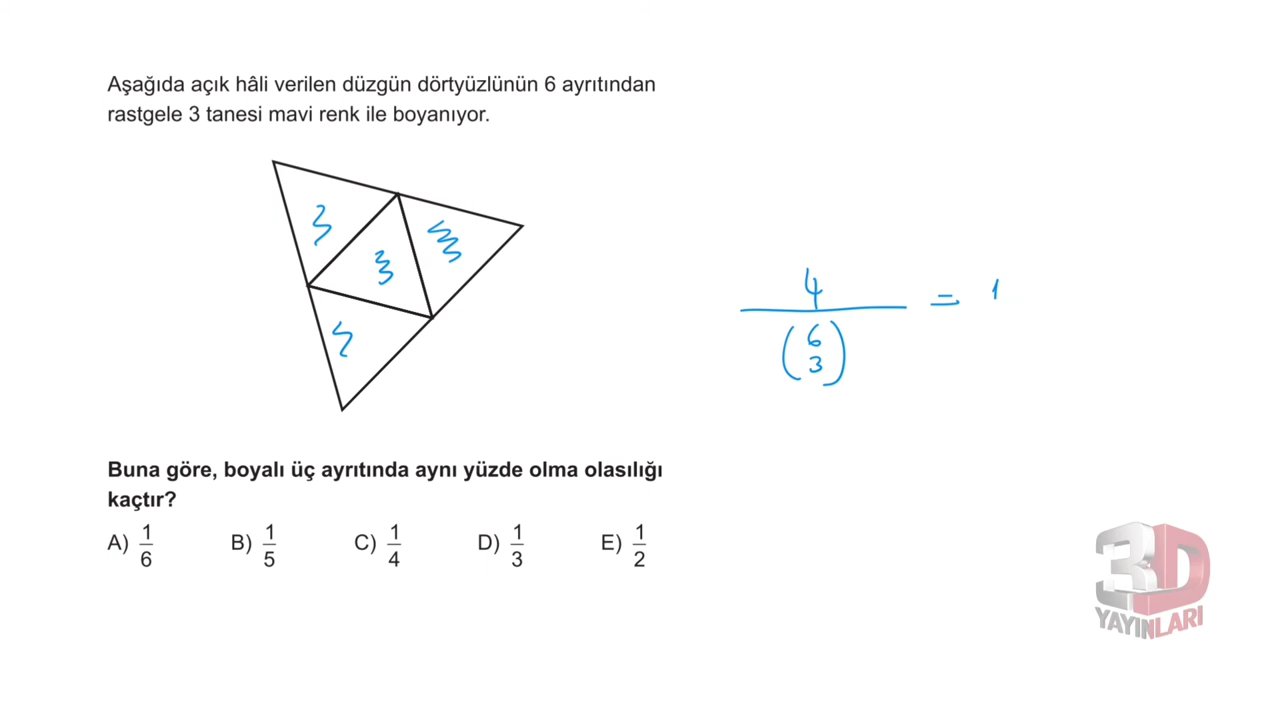 Aşağıda açık hâli verilen düzgün dörtyüzlünün 6 ayrıtından
rastgele 3 tanesi mavi renk ile boyanıyor.
4
(6
3)
= 1
Buna göre, boyalı üç ayrıtında aynı yüzde olma olasılığı
kaçtır?
A) 1/6 B) 1/5 C) 1/4 D) 1/3 E) 1/2
3D
YAYINLARI